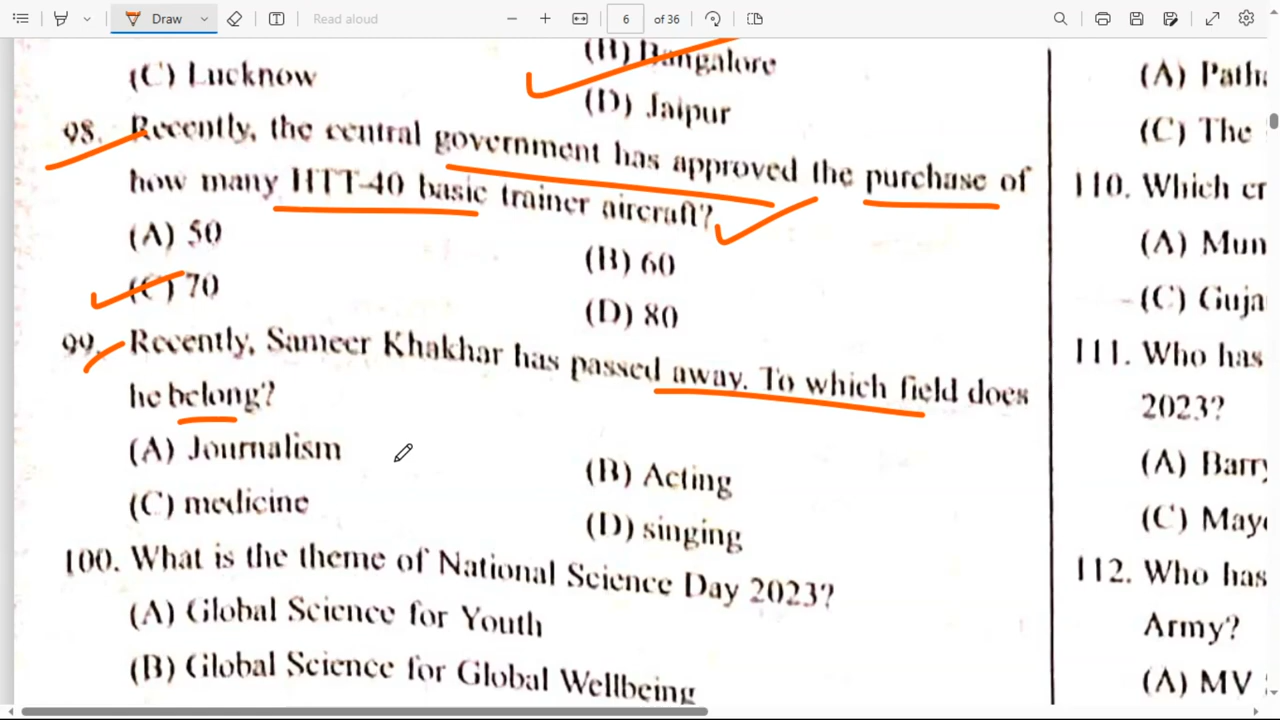 Draw
Read aloud
6
of 36
(B) Bangalore
(C) Lucknow
(D) Jaipur
98. Recently, the central government has approved the purchase of
how many HTT-40 basic trainer aircraft?
(A) 50
(B) 60
(C) 70
(D) 80
99. Recently, Sameer Khakhar has passed away. To which field does
he belong?
(A) Journalism
(B) Acting
(C) medicine
(D) singing
100. What is the theme of National Science Day 2023?
(A) Global Science for Youth
(B) Global Science for Global Wellbeing
(A) Path
(C) The
110. Which cr
(A) Mun
(C) Guja
111. Who has
2023?
(A) Barry
(C) Mayo
112. Who has
Army?
(A) MV